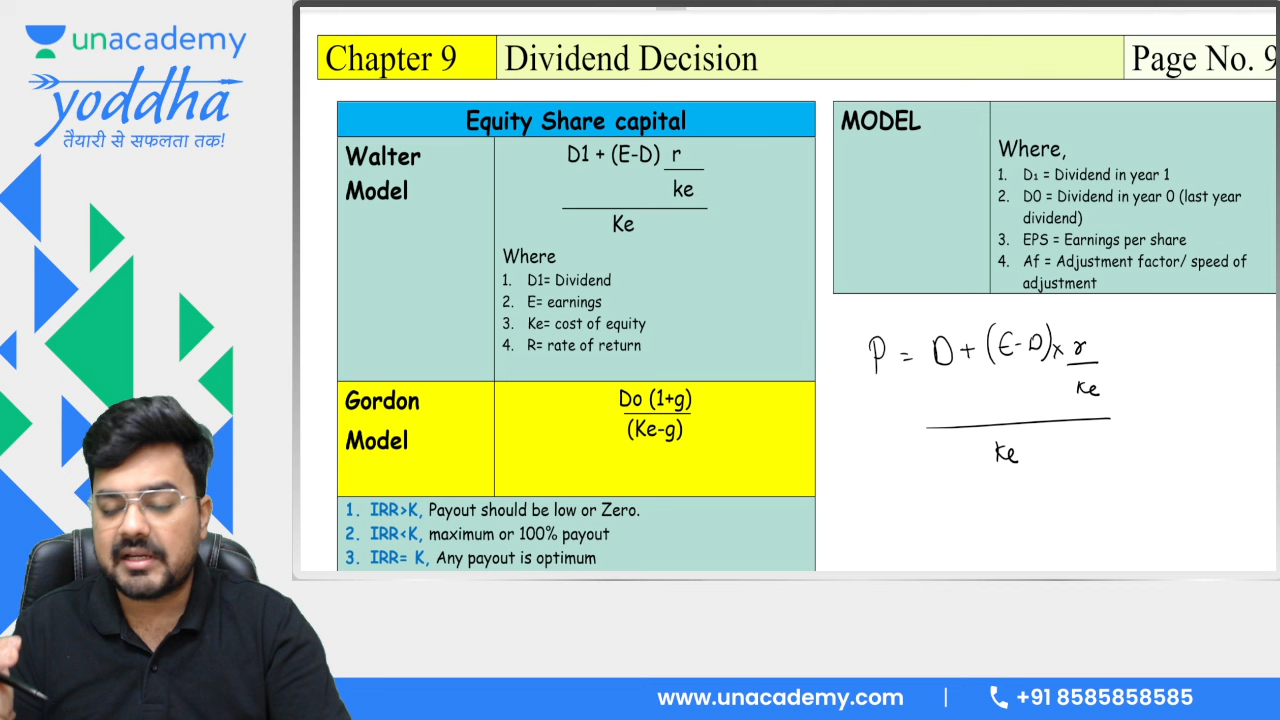 unacademy
yoddha
तैयारी से सफलता तक!
Chapter 9
Dividend Decision
Page No. 9
Equity Share capital
Walter
Model
D1 + (E-D) r
ke
Ke
Where
1. D1= Dividend
2. E= earnings
3. Ke= cost of equity
4. R= rate of return
Gordon
Model
Do (1+g)
(Ke-g)
1. IRR>K, Payout should be low or Zero.
2. IRR<K, maximum or 100% payout
3. IRR= K, Any payout is optimum
MODEL
Where,
1. D₁ = Dividend in year 1
2. D0 = Dividend in year 0 (last year
dividend)
3. EPS = Earnings per share
4. Af = Adjustment factor/ speed of
adjustment
P = D + (E-D) x r
ke
ke
www.unacademy.com | +91 8585858585